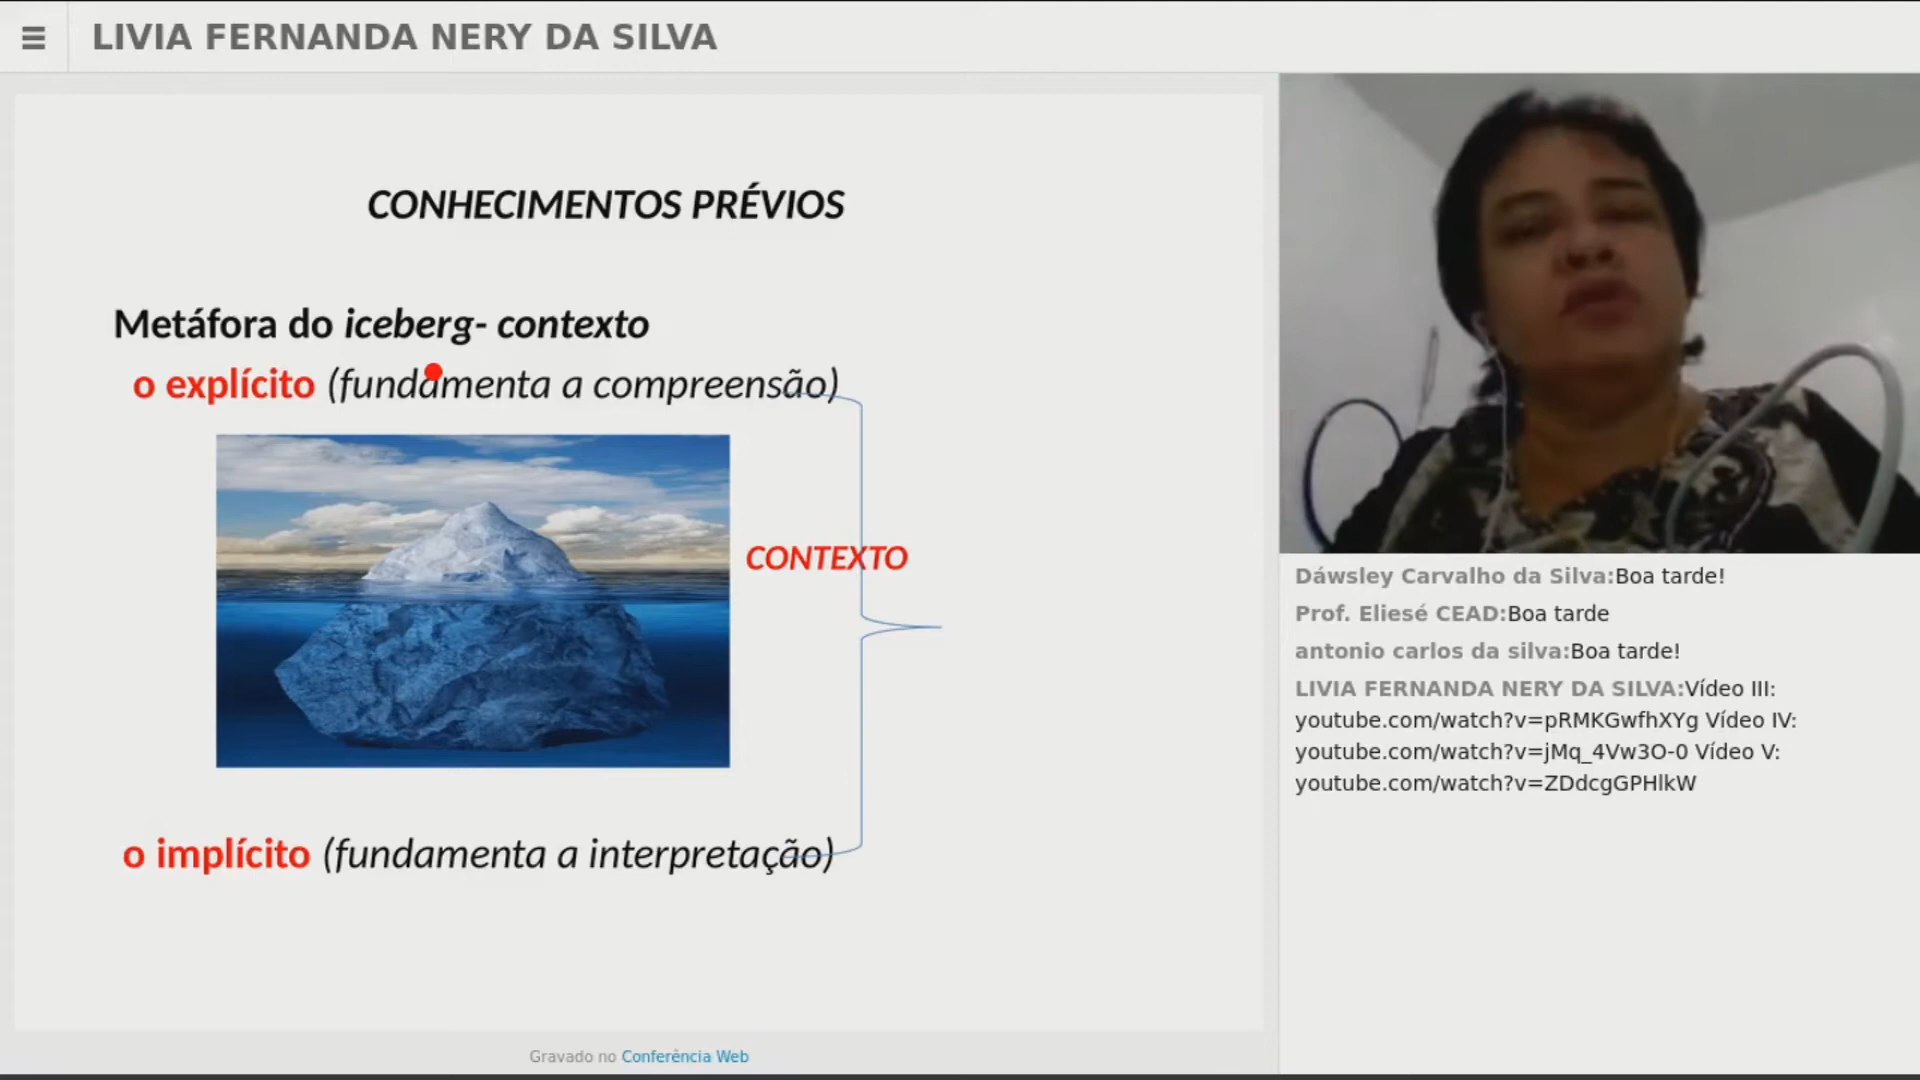 LIVIA FERNANDA NERY DA SILVA
CONHECIMENTOS PRÉVIOS
Metáfora do iceberg- contexto
o explícito (fundamenta a compreensão)
CONTEXTO
o implícito (fundamenta a interpretação)
Gravado no Conferência Web
Dáwsley Carvalho da Silva:Boa tarde!
Prof. Eliesé CEAD:Boa tarde
antonio carlos da silva:Boa tarde!
LIVIA FERNANDA NERY DA SILVA:Vídeo III:
youtube.com/watch?v=pRMKGwfhXYg Vídeo IV:
youtube.com/watch?v=jMq_4Vw3O-0 Vídeo V:
youtube.com/watch?v=ZDdcgGPHlkW